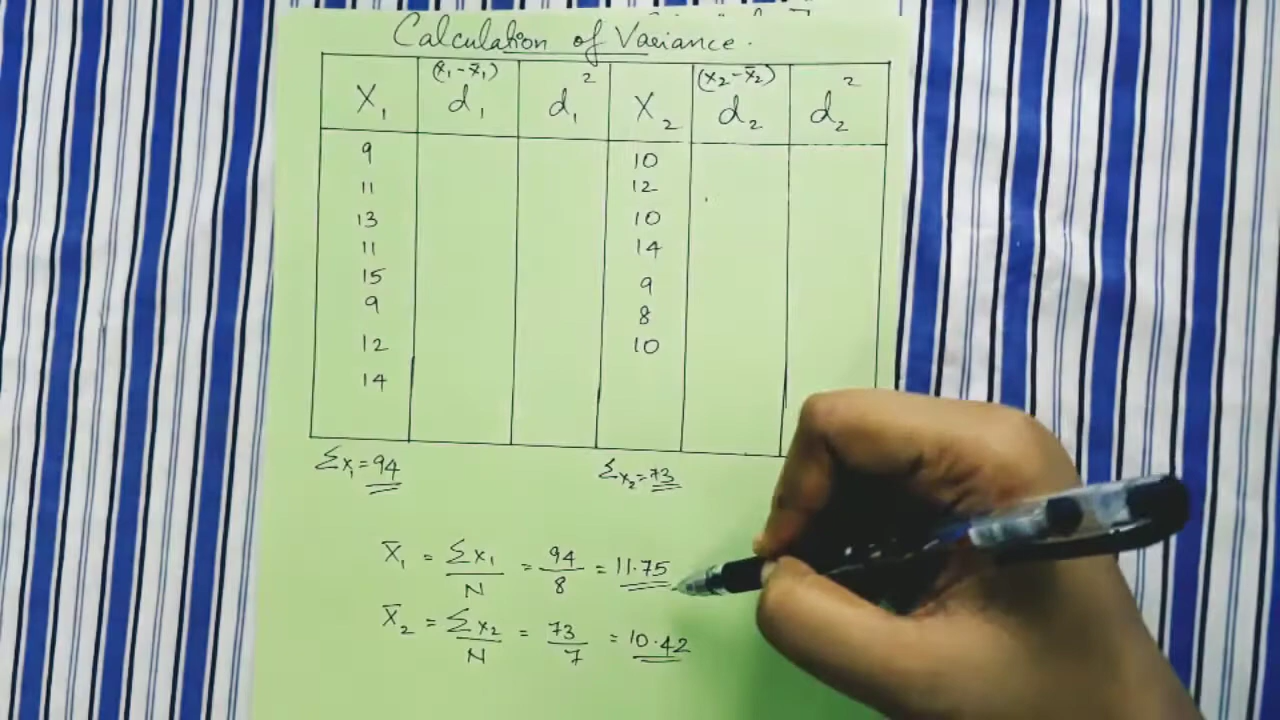 Calculation of Variance.
X₁ (x₁-x̄₁) d₁ d₁² X₂ (x₂-x̄₂) d₂ d₂²
9 10
11 12
13 10
11 14
15 9
9 8
12 10
14
Σx₁=94 Σx₂=73
X̄₁ = Σx₁/N = 94/8 = 11.75
X̄₂ = Σx₂/N = 73/7 = 10.42